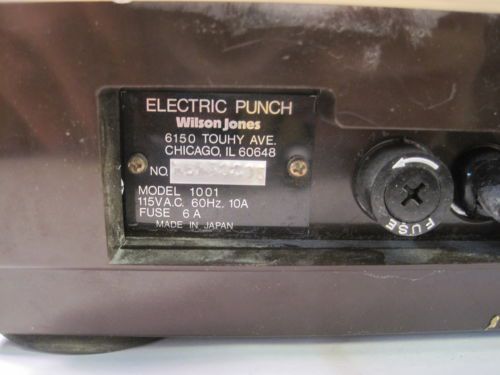 ELECTRIC PUNCH
Wilson Jones
6150 TOUHY AVE.
CHICAGO, IL 60648
NO.
MODEL 1001
115V A.C. 60Hz. 10A
FUSE 6A
MADE IN JAPAN
FUSE